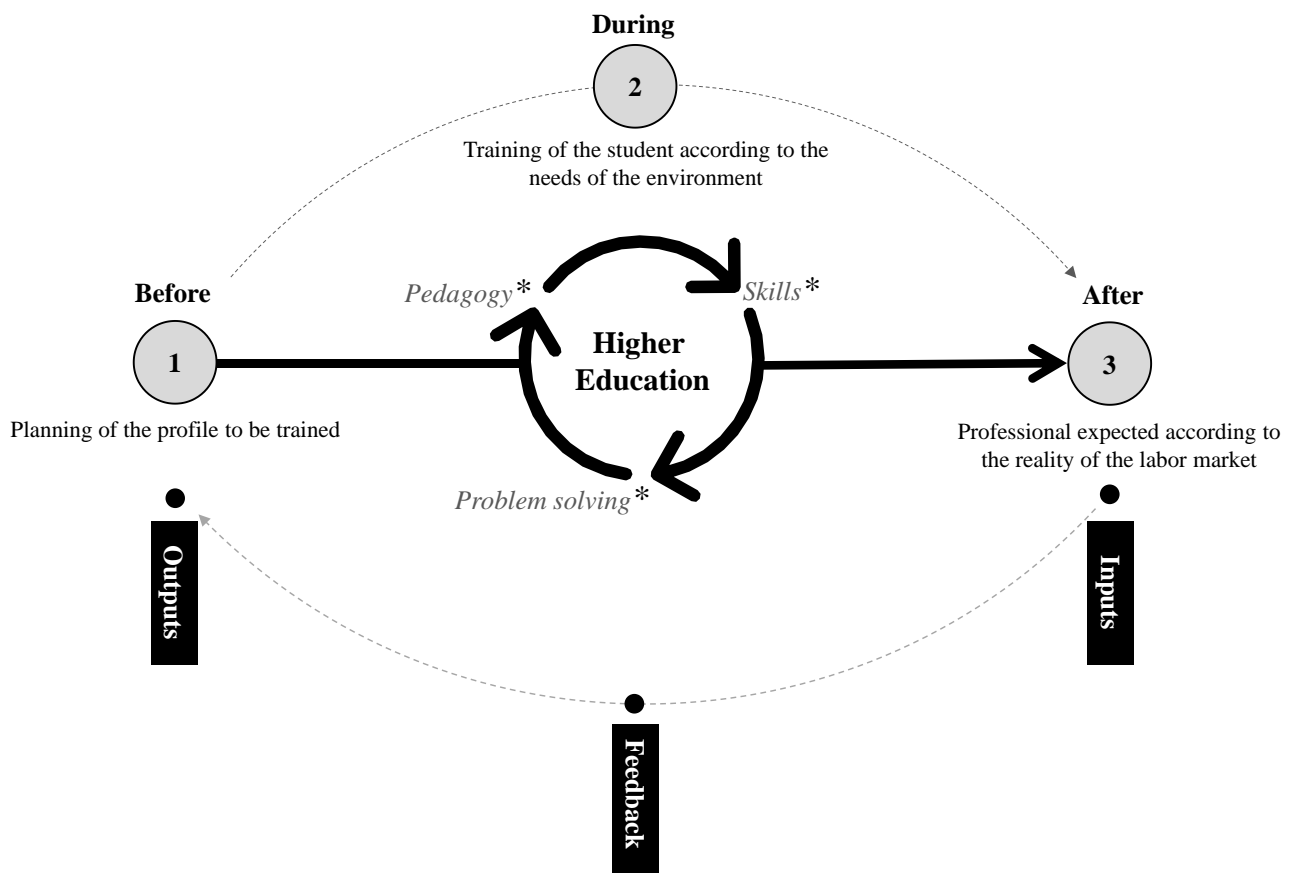 During
2
Training of the student according to the
needs of the environment
Before
1
Planning of the profile to be trained
Pedagogy*
Skills*
Higher
Education
Problem solving*
After
3
Professional expected according to
the reality of the labor market
Outputs
Inputs
Feedback